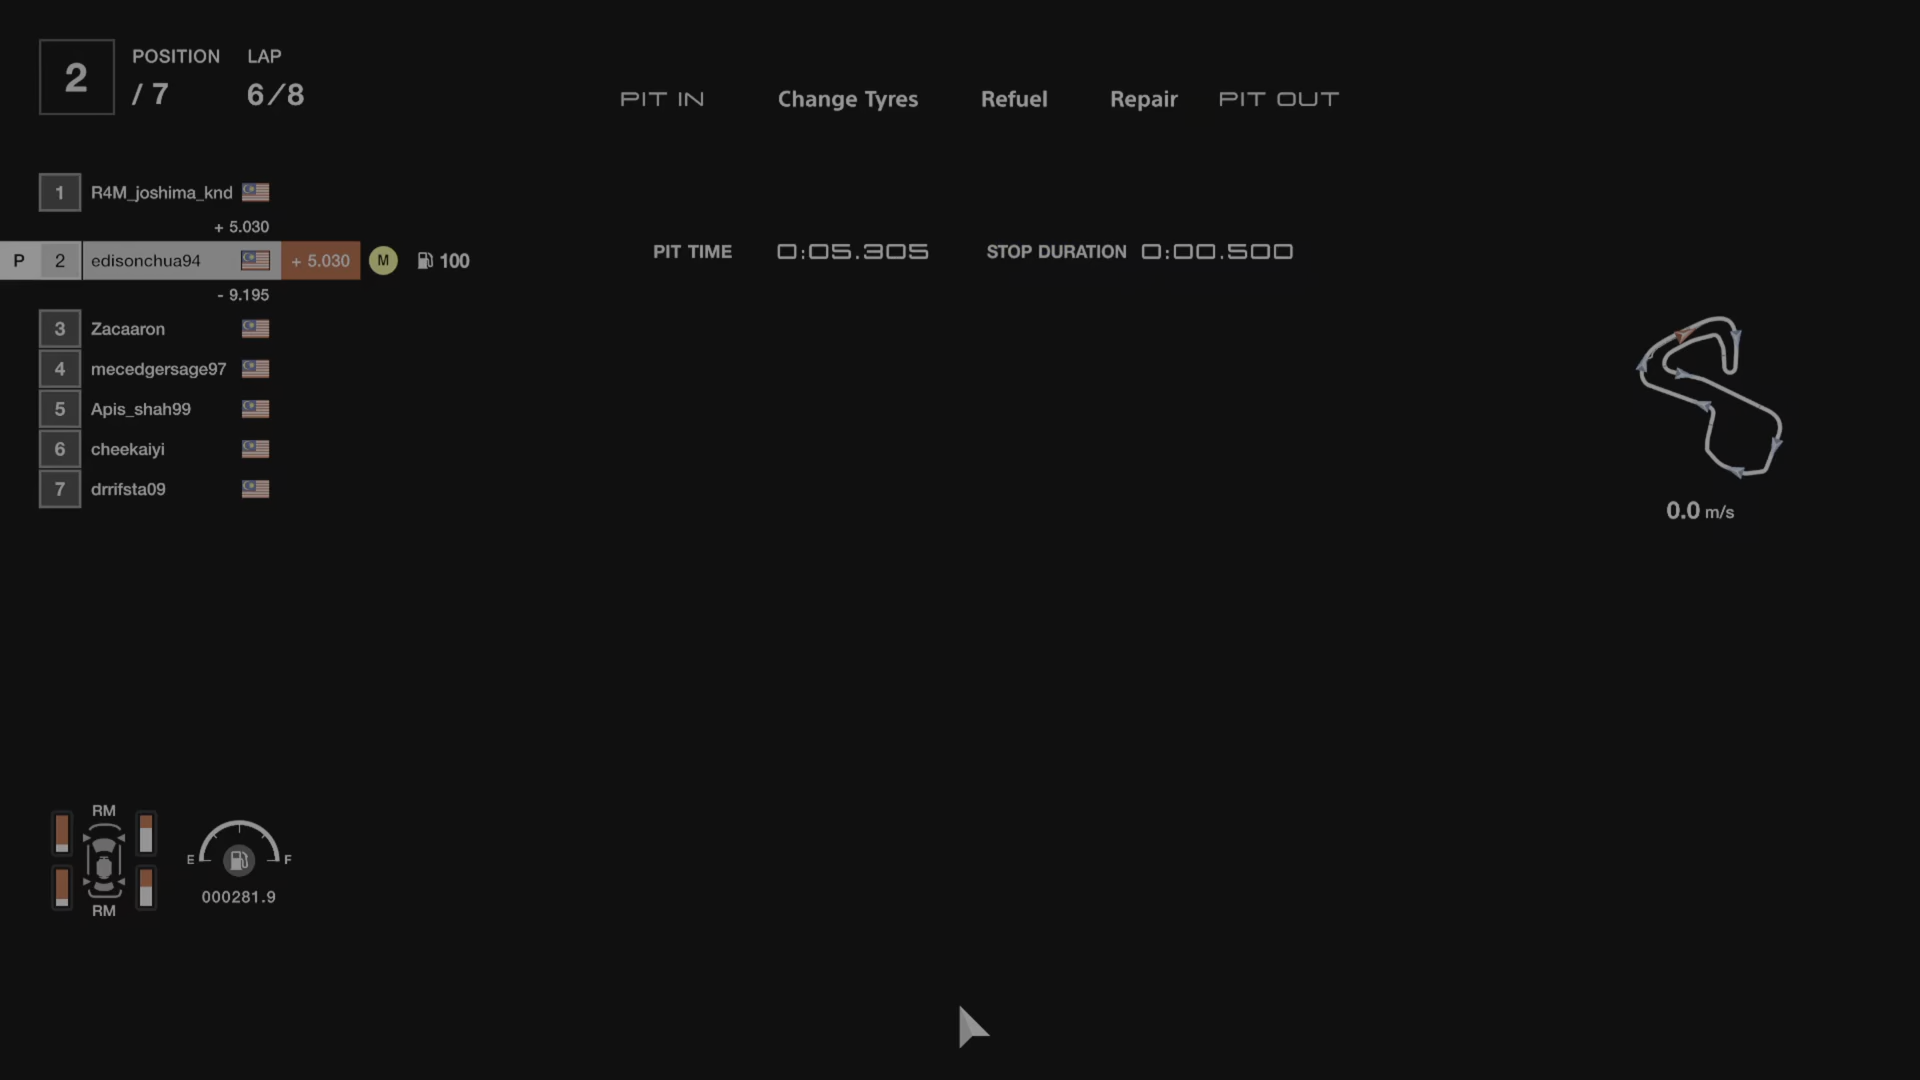 2 POSITION / 7 LAP 6/8
PIT IN Change Tyres Refuel Repair PIT OUT
1 R4M_joshima_knd
+ 5.030
P 2 edisonchua94 + 5.030 M 100
- 9.195
PIT TIME 0:05.305 STOP DURATION 0:00.500
3 Zacaaron
4 mecedgersage97
5 Apis_shah99
6 cheekaiyi
7 drrifsta09
0.0 m/s
RM
RM
E F
000281.9